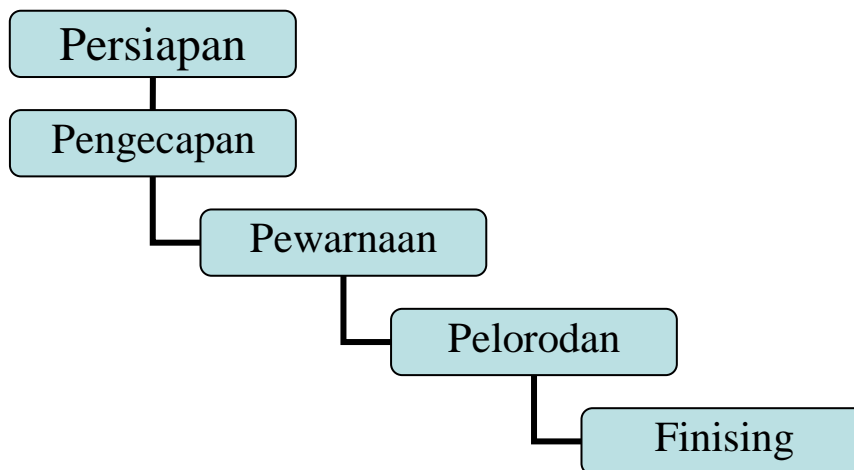 Persiapan
Pengecapan
Pewarnaan
Pelorodan
Finising